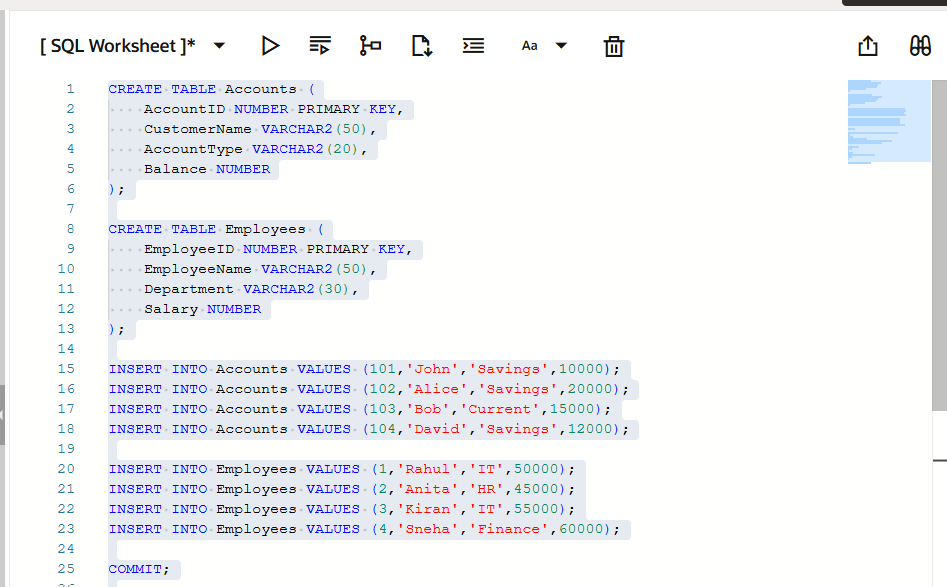 [ SQL Worksheet ]*
Aa
1 CREATE TABLE Accounts (
2     AccountID NUMBER PRIMARY KEY,
3     CustomerName VARCHAR2(50),
4     AccountType VARCHAR2(20),
5     Balance NUMBER
6 );
7
8 CREATE TABLE Employees (
9     EmployeeID NUMBER PRIMARY KEY,
10     EmployeeName VARCHAR2(50),
11     Department VARCHAR2(30),
12     Salary NUMBER
13 );
14
15 INSERT INTO Accounts VALUES (101,'John','Savings',10000);
16 INSERT INTO Accounts VALUES (102,'Alice','Savings',20000);
17 INSERT INTO Accounts VALUES (103,'Bob','Current',15000);
18 INSERT INTO Accounts VALUES (104,'David','Savings',12000);
19
20 INSERT INTO Employees VALUES (1,'Rahul','IT',50000);
21 INSERT INTO Employees VALUES (2,'Anita','HR',45000);
22 INSERT INTO Employees VALUES (3,'Kiran','IT',55000);
23 INSERT INTO Employees VALUES (4,'Sneha','Finance',60000);
24
25 COMMIT;